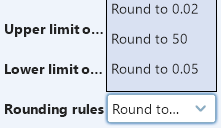 Round to 0.02
Upper limit o...
Round to 50
Lower limit o...
Round to 0.05
Rounding rules
Round to...